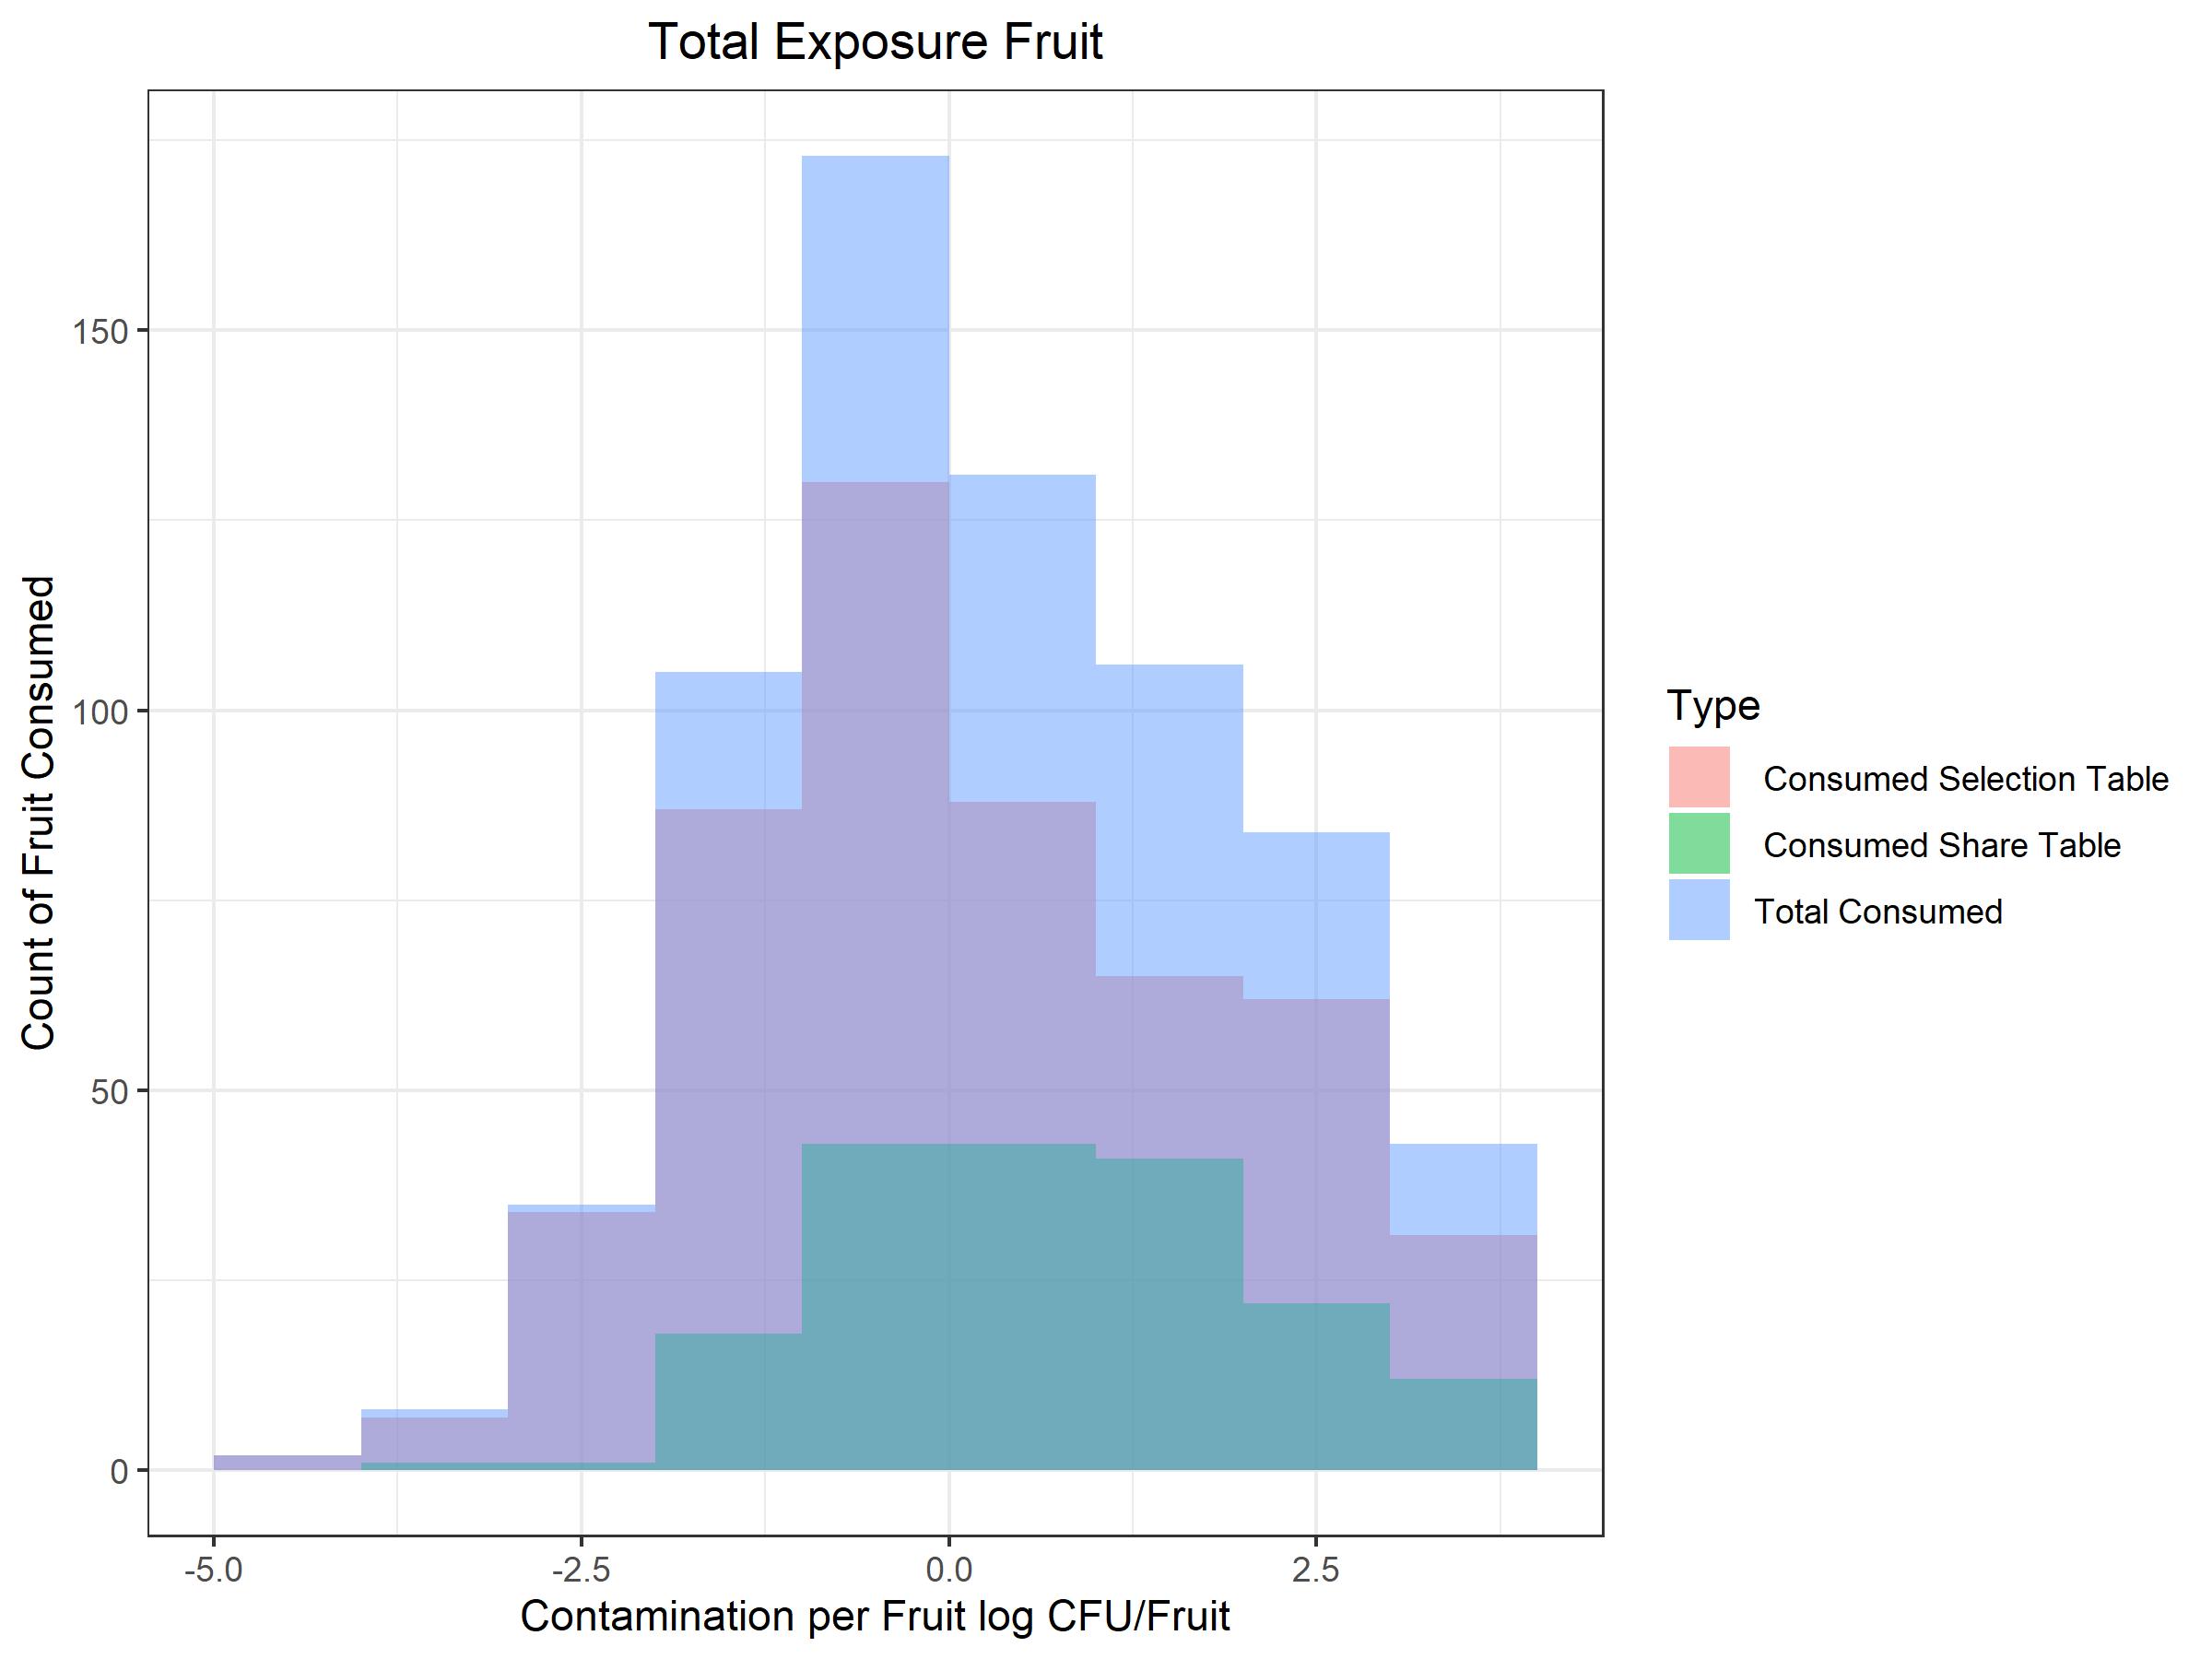 Total Exposure Fruit
150
100
50
0
Count of Fruit Consumed
-5.0
-2.5
0.0
2.5
Contamination per Fruit log CFU/Fruit
Type
Consumed Selection Table
Consumed Share Table
Total Consumed